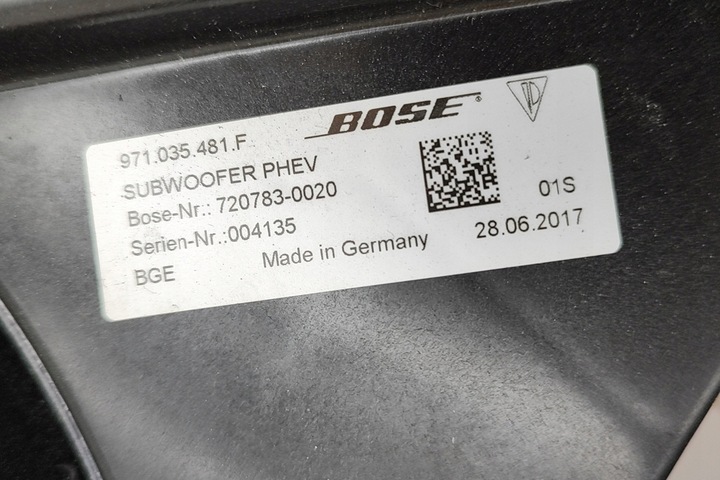 BOSE®
971.035.481.F
SUBWOOFER PHEV
Bose-Nr.: 720783-0020
Serien-Nr.:004135
BGE
Made in Germany
01S
28.06.2017